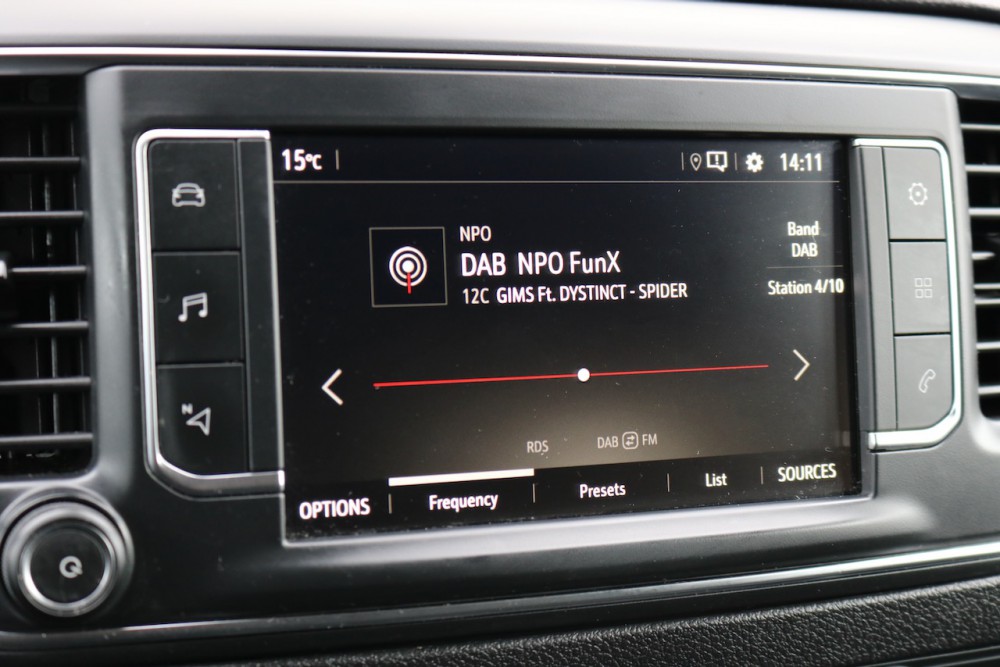 15°C
14:11
NPO
DAB NPO FunX
12C GIMS Ft. DYSTINCT - SPIDER
Band
DAB
Station 4/10
RDS
DAB FM
OPTIONS
Frequency
Presets
List
SOURCES
N